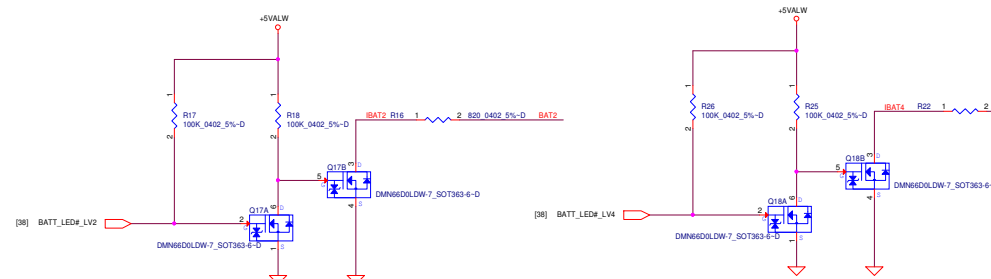 +5VALW
1
R17
100K_0402_5%~D
2
1
R18
100K_0402_5%~D
2
IBAT2 R16 1 2 820_0402_5%~D BAT2
Q17B
3
D
5
G
DMN66D0LDW-7_SOT363-6~D
4
S
[38] BATT_LED#_LV2
Q17A
6
D
2
G
DMN66D0LDW-7_SOT363-6~D
1
S
+5VALW
1
R26
100K_0402_5%~D
2
1
R25
100K_0402_5%~D
2
IBAT4 R22 1 2
Q18B
3
D
5
G
DMN66D0LDW-7_SOT363-6~
4
S
[38] BATT_LED#_LV4
Q18A
6
D
2
G
DMN66D0LDW-7_SOT363-6~D
1
S